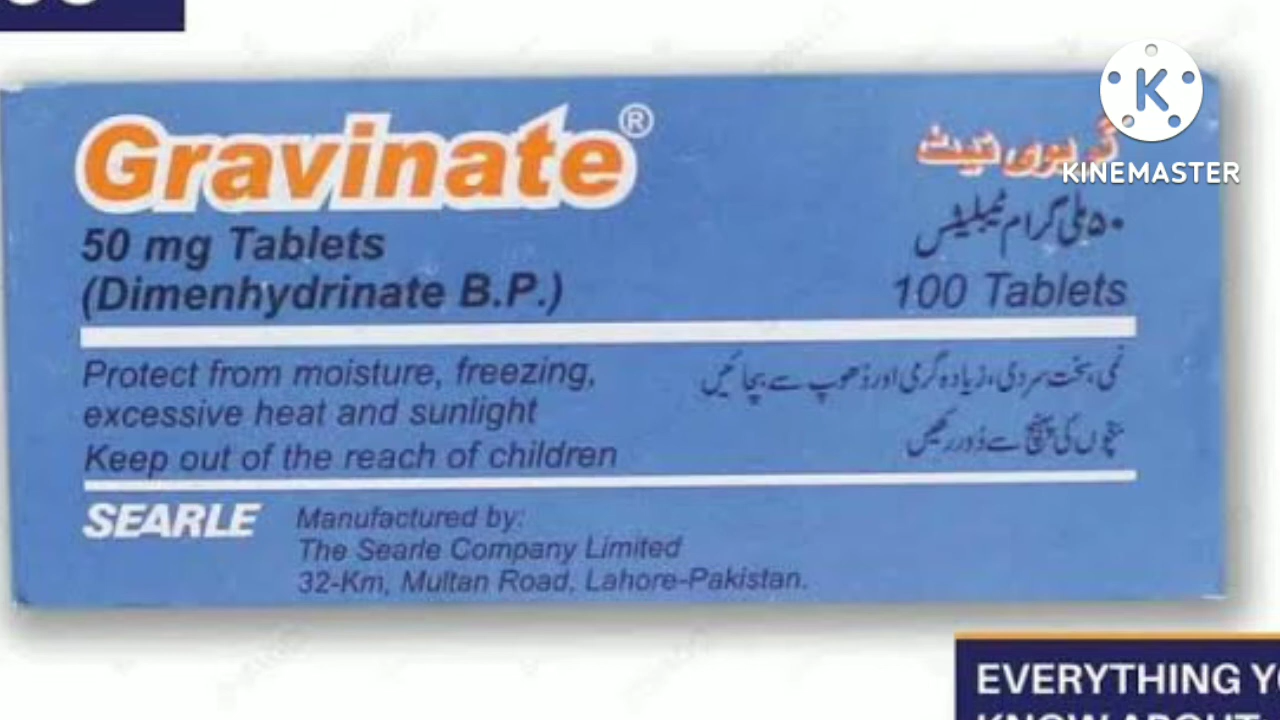 Gravinate®
گریوی نیٹ
KINEMASTER
50 mg Tablets
۵۰ ملی گرام ٹیبلیٹس
(Dimenhydrinate B.P.)
100 Tablets
Protect from moisture, freezing,
excessive heat and sunlight
نمی، سخت سردی، زیادہ گرمی اور دھوپ سے بچائیں
Keep out of the reach of children
بچوں کی پہنچ سے دور رکھیں
SEARLE
Manufactured by:
The Searle Company Limited
32-Km, Multan Road, Lahore-Pakistan.
EVERYTHING
KNOW ABOUT